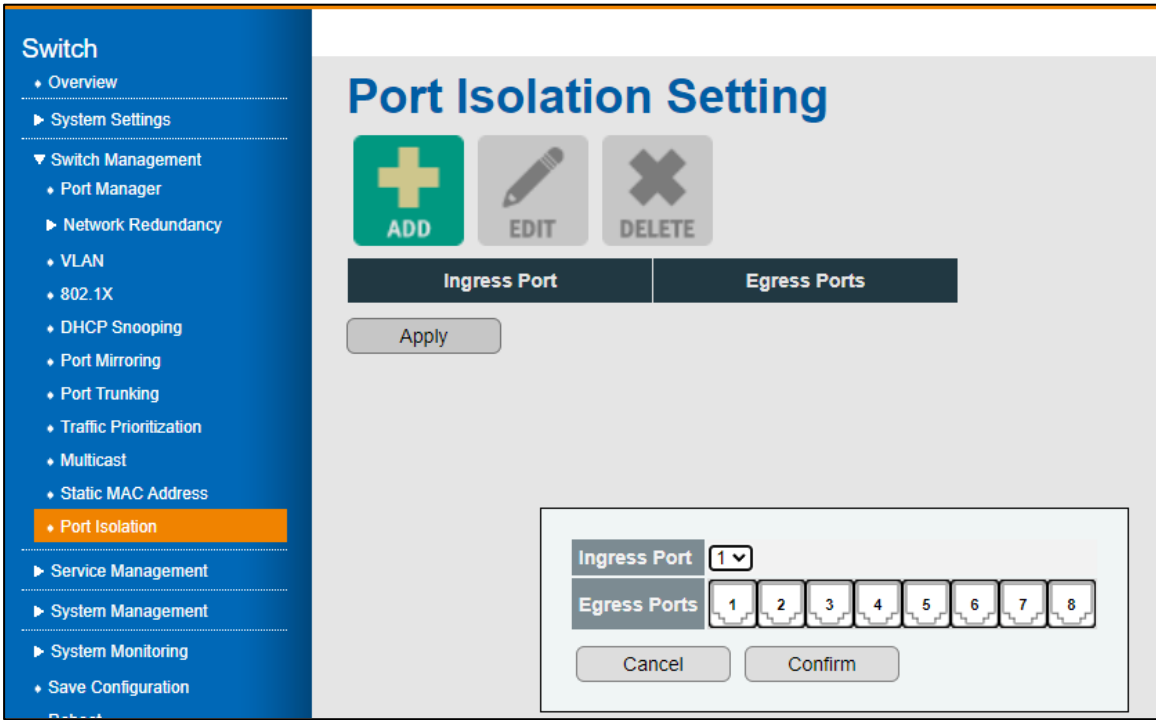 Switch
Overview
System Settings
Switch Management
Port Manager
Network Redundancy
VLAN
802.1X
DHCP Snooping
Port Mirroring
Port Trunking
Traffic Prioritization
Multicast
Static MAC Address
Port Isolation
Service Management
System Management
System Monitoring
Save Configuration
Port Isolation Setting
ADD EDIT DELETE
Ingress Port Egress Ports
Apply
Ingress Port 1
Egress Ports 1 2 3 4 5 6 7 8
Cancel Confirm